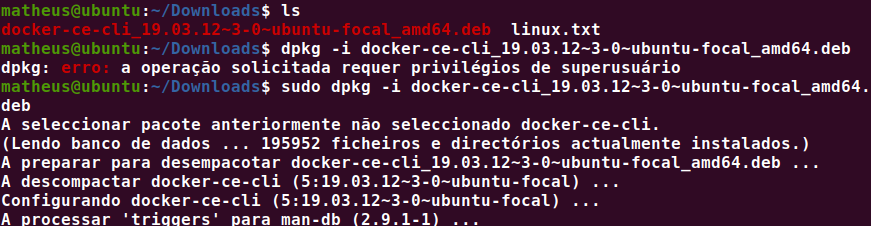 matheus@ubuntu:~/Downloads$ ls
docker-ce-cli_19.03.12~3-0~ubuntu-focal_amd64.deb  linux.txt
matheus@ubuntu:~/Downloads$ dpkg -i docker-ce-cli_19.03.12~3-0~ubuntu-focal_amd64.deb
dpkg: erro: a operação solicitada requer privilégios de superusuário
matheus@ubuntu:~/Downloads$ sudo dpkg -i docker-ce-cli_19.03.12~3-0~ubuntu-focal_amd64.
deb
A seleccionar pacote anteriormente não seleccionado docker-ce-cli.
(Lendo banco de dados ... 195952 ficheiros e directórios actualmente instalados.)
A preparar para desempacotar docker-ce-cli_19.03.12~3-0~ubuntu-focal_amd64.deb ...
A descompactar docker-ce-cli (5:19.03.12~3-0~ubuntu-focal) ...
Configurando docker-ce-cli (5:19.03.12~3-0~ubuntu-focal) ...
A processar 'triggers' para man-db (2.9.1-1) ...